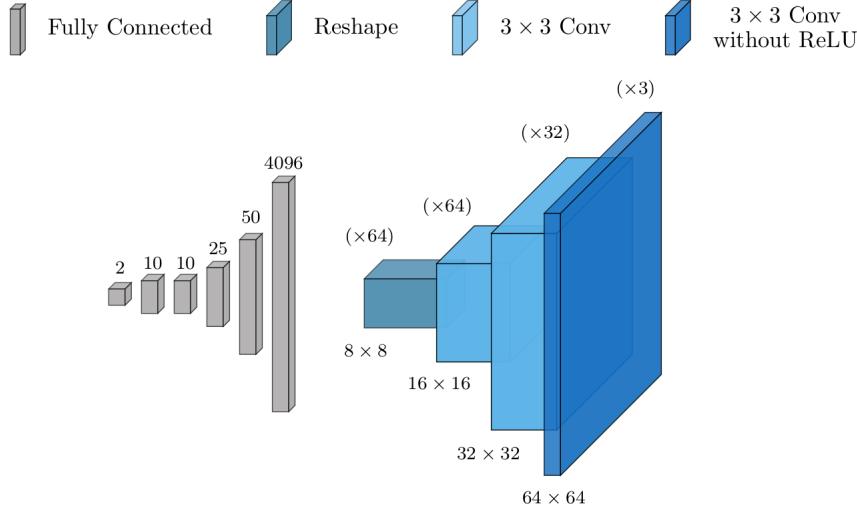 Fully Connected
Reshape
3 × 3 Conv
3 × 3 Conv
without ReLU
(×3)
(×32)
4096
(×64)
50
(×64)
25
2
10
10
8 × 8
16 × 16
32 × 32
64 × 64